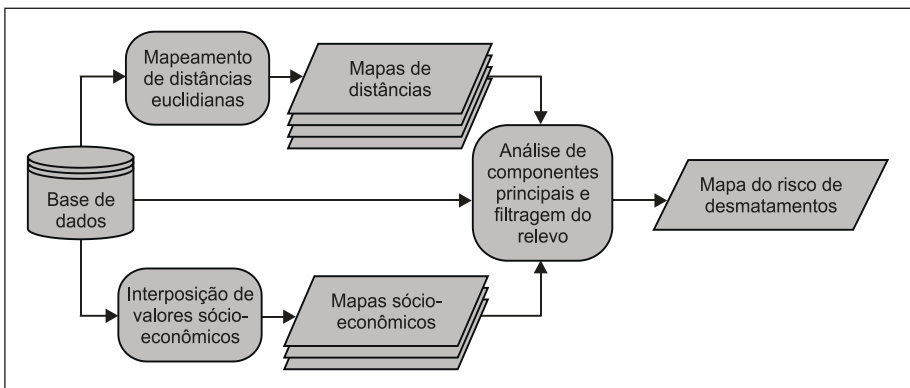 Mapeamento
de distâncias
euclidianas
Mapas de
distâncias
Base de
dados
Análise de
componentes
principais e
filtragem do
relevo
Mapa do risco de
desmatamentos
Interposição de
valores sócio-
econômicos
Mapas sócio-
econômicos